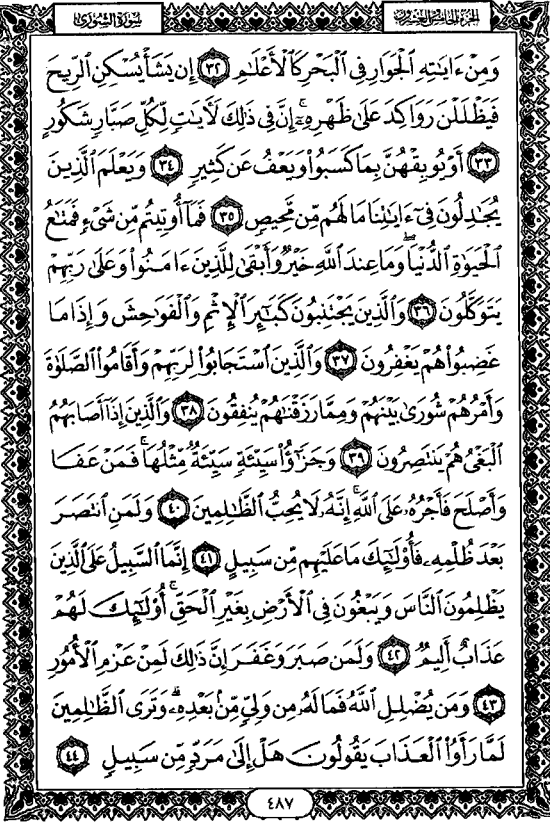 الجزء الخامس والعشرون
سورة الشورى
وَمِنْ ءَايَٰتِهِ ٱلْجَوَارِ فِى ٱلْبَحْرِ كَٱلْأَعْلَٰمِ ٣٢ إِن يَشَأْ يُسْكِنِ ٱلرِّيحَ
فَيَظْلَلْنَ رَوَاكِدَ عَلَىٰ ظَهْرِهِۦٓ ۚ إِنَّ فِى ذَٰلِكَ لَءَايَٰتٍ لِّكُلِّ صَبَّارٍ شَكُورٍ
٣٣ أَوْ يُوبِقْهُنَّ بِمَا كَسَبُوا۟ وَيَعْفُ عَن كَثِيرٍ ٣٤ وَيَعْلَمَ ٱلَّذِينَ
يُجَٰدِلُونَ فِىٓ ءَايَٰتِنَا مَا لَهُم مِّن مَّحِيصٍ ٣٥ فَمَآ أُوتِيتُم مِّن شَىْءٍ فَمَتَٰعُ
ٱلْحَيَوٰةِ ٱلدُّنْيَا ۖ وَمَا عِندَ ٱللَّهِ خَيْرٌ وَأَبْقَىٰ لِلَّذِينَ ءَامَنُوا۟ وَعَلَىٰ رَبِّهِمْ
يَتَوَكَّلُونَ ٣٦ وَٱلَّذِينَ يَجْتَنِبُونَ كَبَٰٓئِرَ ٱلْإِثْمِ وَٱلْفَوَٰحِشَ وَإِذَا مَا
غَضِبُوا۟ هُمْ يَغْفِرُونَ ٣٧ وَٱلَّذِينَ ٱسْتَجَابُوا۟ لِرَبِّهِمْ وَأَقَامُوا۟ ٱلصَّلَوٰةَ
وَأَمْرُهُمْ شُورَىٰ بَيْنَهُمْ وَمِمَّا رَزَقْنَٰهُمْ يُنفِقُونَ ٣٨ وَٱلَّذِينَ إِذَآ أَصَابَهُمُ
ٱلْبَغْىُ هُمْ يَنتَصِرُونَ ٣٩ وَجَزَٰٓؤُا۟ سَيِّئَةٍ سَيِّئَةٌ مِّثْلُهَا ۖ فَمَنْ عَفَا
وَأَصْلَحَ فَأَجْرُهُۥ عَلَى ٱللَّهِ ۚ إِنَّهُۥ لَا يُحِبُّ ٱلظَّٰلِمِينَ ٤٠ وَلَمَنِ ٱنتَصَرَ
بَعْدَ ظُلْمِهِۦ فَأُو۟لَٰٓئِكَ مَا عَلَيْهِم مِّن سَبِيلٍ ٤١ إِنَّمَا ٱلسَّبِيلُ عَلَى ٱلَّذِينَ
يَظْلِمُونَ ٱلنَّاسَ وَيَبْغُونَ فِى ٱلْأَرْضِ بِغَيْرِ ٱلْحَقِّ ۚ أُو۟لَٰٓئِكَ لَهُمْ
عَذَابٌ أَلِيمٌ ٤٢ وَلَمَن صَبَرَ وَغَفَرَ إِنَّ ذَٰلِكَ لَمِنْ عَزْمِ ٱلْأُمُورِ
٤٣ وَمَن يُضْلِلِ ٱللَّهُ فَمَا لَهُۥ مِن وَلِىٍّ مِّنۢ بَعْدِهِۦ ۗ وَتَرَى ٱلظَّٰلِمِينَ
لَمَّا رَأَوُا۟ ٱلْعَذَابَ يَقُولُونَ هَلْ إِلَىٰ مَرَدٍّ مِّن سَبِيلٍ ٤٤
٤٨٧